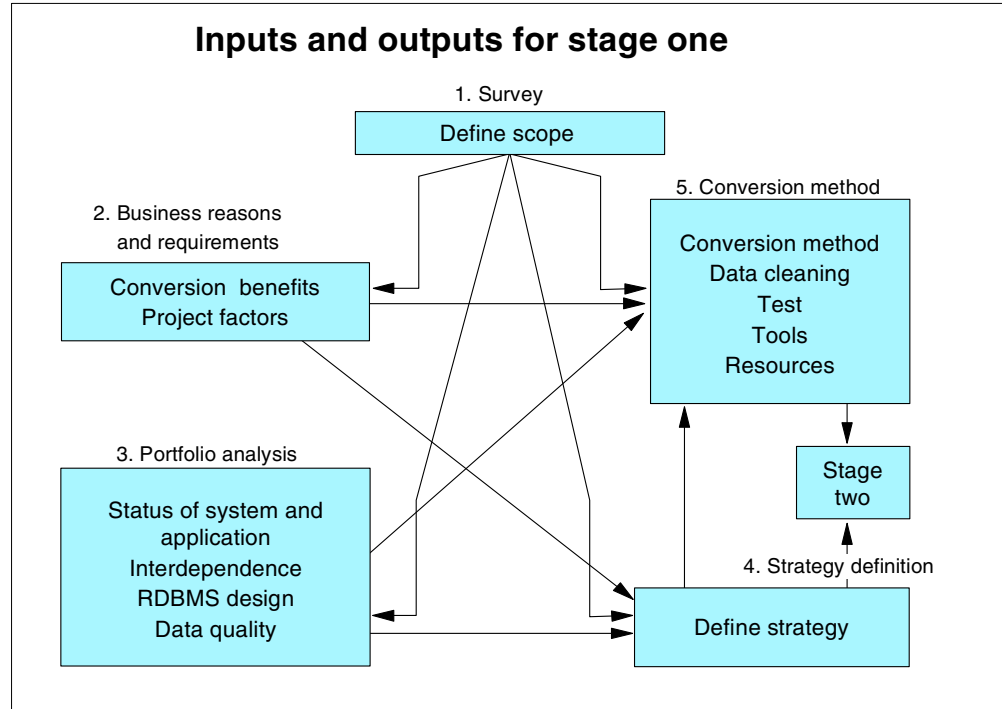 Inputs and outputs for stage one
1. Survey
Define scope
2. Business reasons
and requirements
Conversion benefits
Project factors
3. Portfolio analysis
Status of system and
application
Interdependence
RDBMS design
Data quality
5. Conversion method
Conversion method
Data cleaning
Test
Tools
Resources
Stage
two
4. Strategy definition
Define strategy